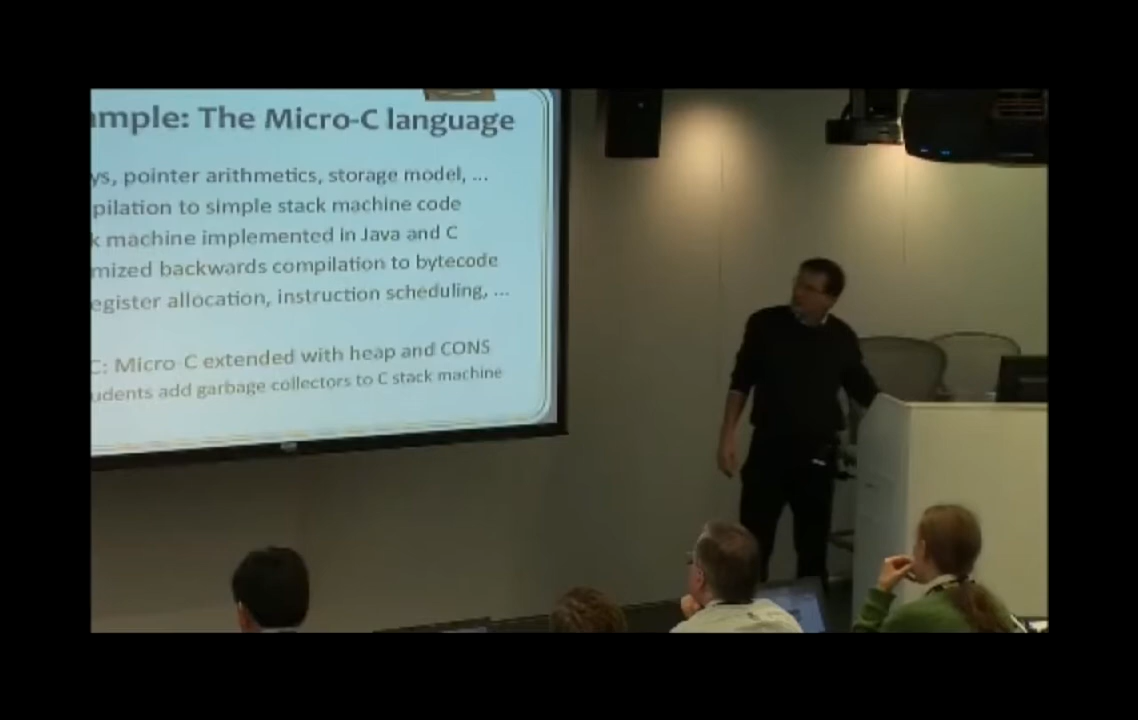 ample: The Micro-C language
ys, pointer arithmetics, storage model, ...
pilation to simple stack machine code
k machine implemented in Java and C
mized backwards compilation to bytecode
egister allocation, instruction scheduling, ...
C: Micro-C extended with heap and CONS
udents add garbage collectors to C stack machine